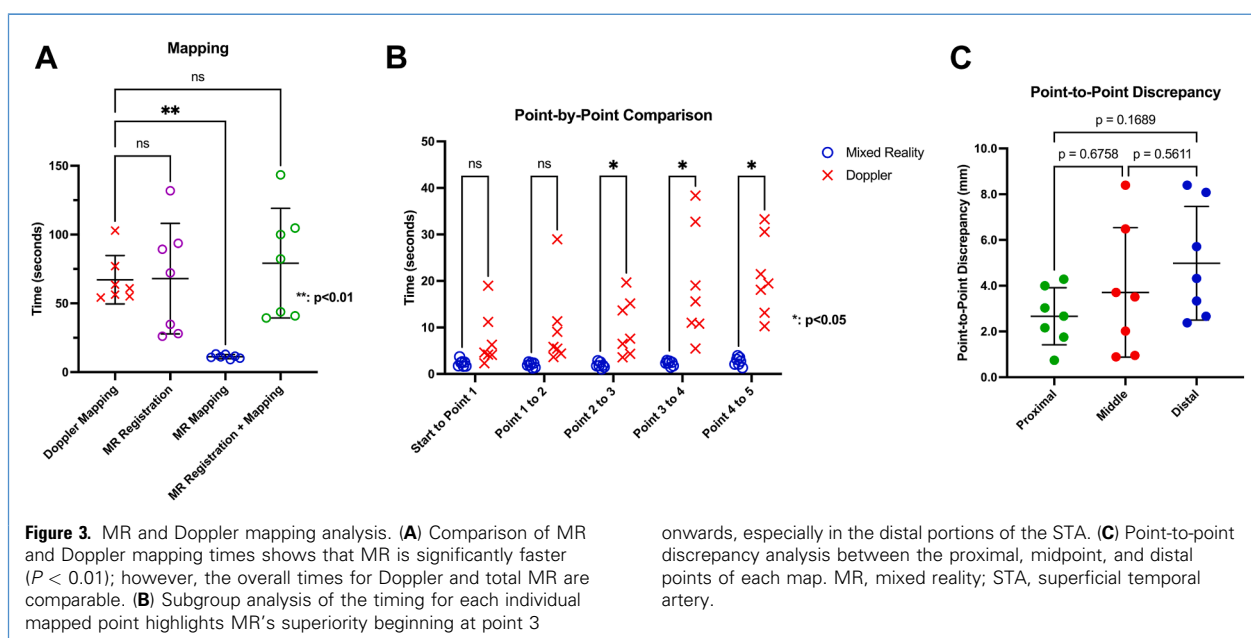 A
Mapping
ns
**
ns
150
100
50
0
Time (seconds)
**: p<0.01
Doppler Mapping
MR Registration
MR Mapping
MR Registration + Mapping
B
Point-by-Point Comparison
Mixed Reality
Doppler
ns
ns
*
*
*
50
40
30
20
10
0
Time (seconds)
*: p<0.05
Start to Point 1
Point 1 to 2
Point 2 to 3
Point 3 to 4
Point 4 to 5
C
Point-to-Point Discrepancy
p = 0.1689
p = 0.6758
p = 0.5611
10.0
8.0
6.0
4.0
2.0
0.0
Point-to-Point Discrepancy (mm)
Proximal
Middle
Distal
Figure 3. MR and Doppler mapping analysis. (A) Comparison of MR
and Doppler mapping times shows that MR is significantly faster
(P < 0.01); however, the overall times for Doppler and total MR are
comparable. (B) Subgroup analysis of the timing for each individual
mapped point highlights MR's superiority beginning at point 3
onwards, especially in the distal portions of the STA. (C) Point-to-point
discrepancy analysis between the proximal, midpoint, and distal
points of each map. MR, mixed reality; STA, superficial temporal
artery.